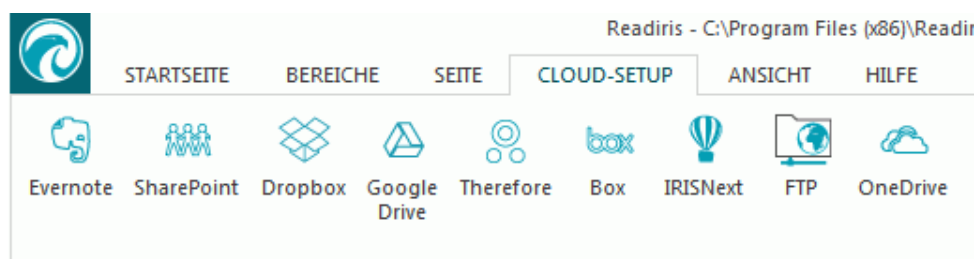 Readiris - C:\Program Files (x86)\Readir
STARTSEITE BEREICHE SEITE CLOUD-SETUP ANSICHT HILFE
box
Evernote SharePoint Dropbox Google Therefore Box IRISNext FTP OneDrive
Drive